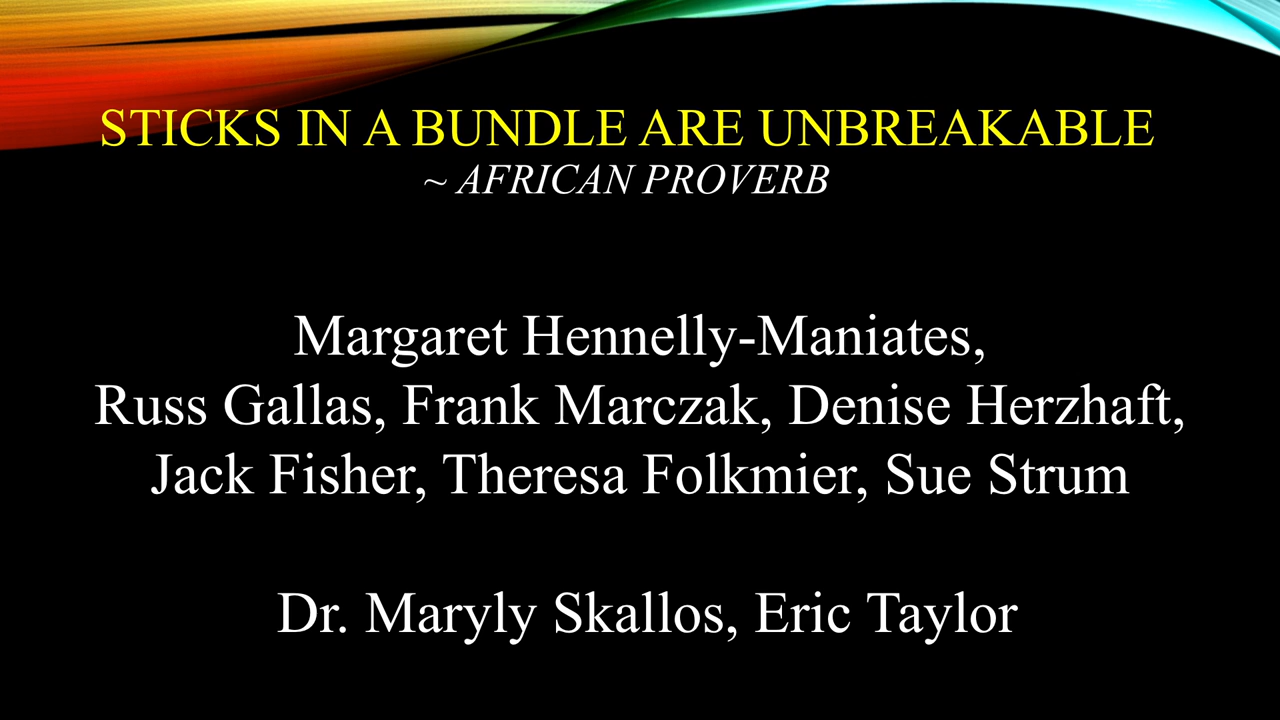 STICKS IN A BUNDLE ARE UNBREAKABLE
~ AFRICAN PROVERB
Margaret Hennelly-Maniates,
Russ Gallas, Frank Marczak, Denise Herzhaft,
Jack Fisher, Theresa Folkmier, Sue Strum
Dr. Maryly Skallos, Eric Taylor